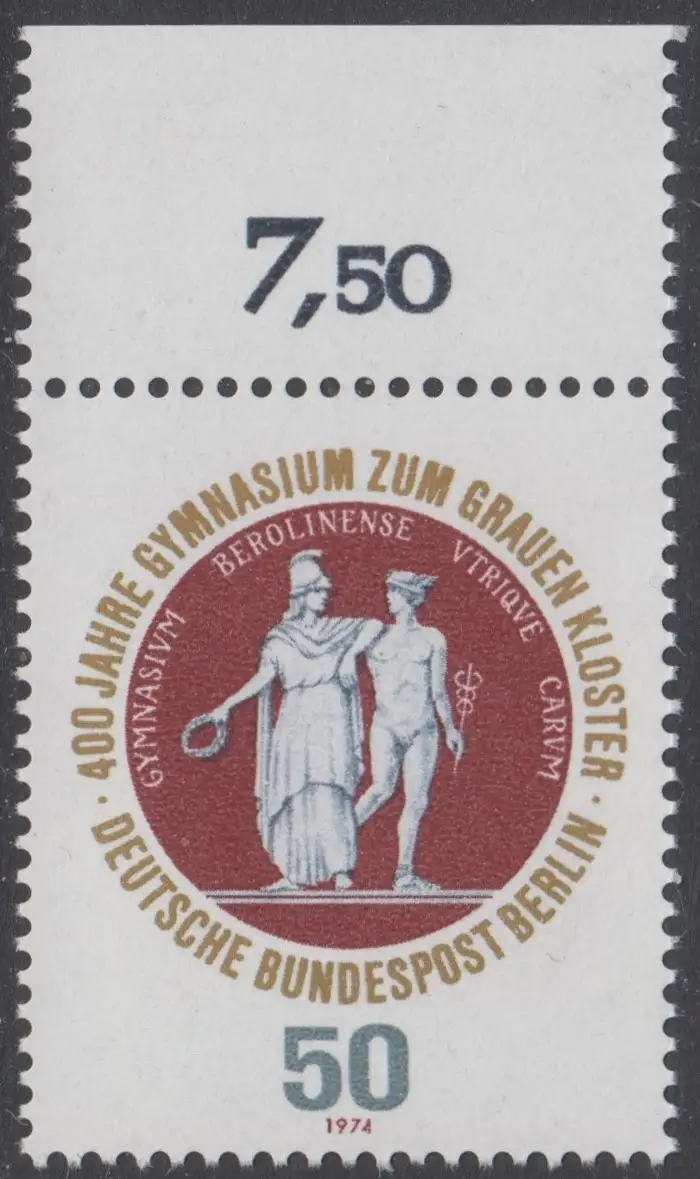 7,50
· 400 JAHRE GYMNASIUM ZUM GRAUEN KLOSTER ·
GYMNASIVM BEROLINENSE VTRIQVE CARVM
DEUTSCHE BUNDESPOST BERLIN
50
1974